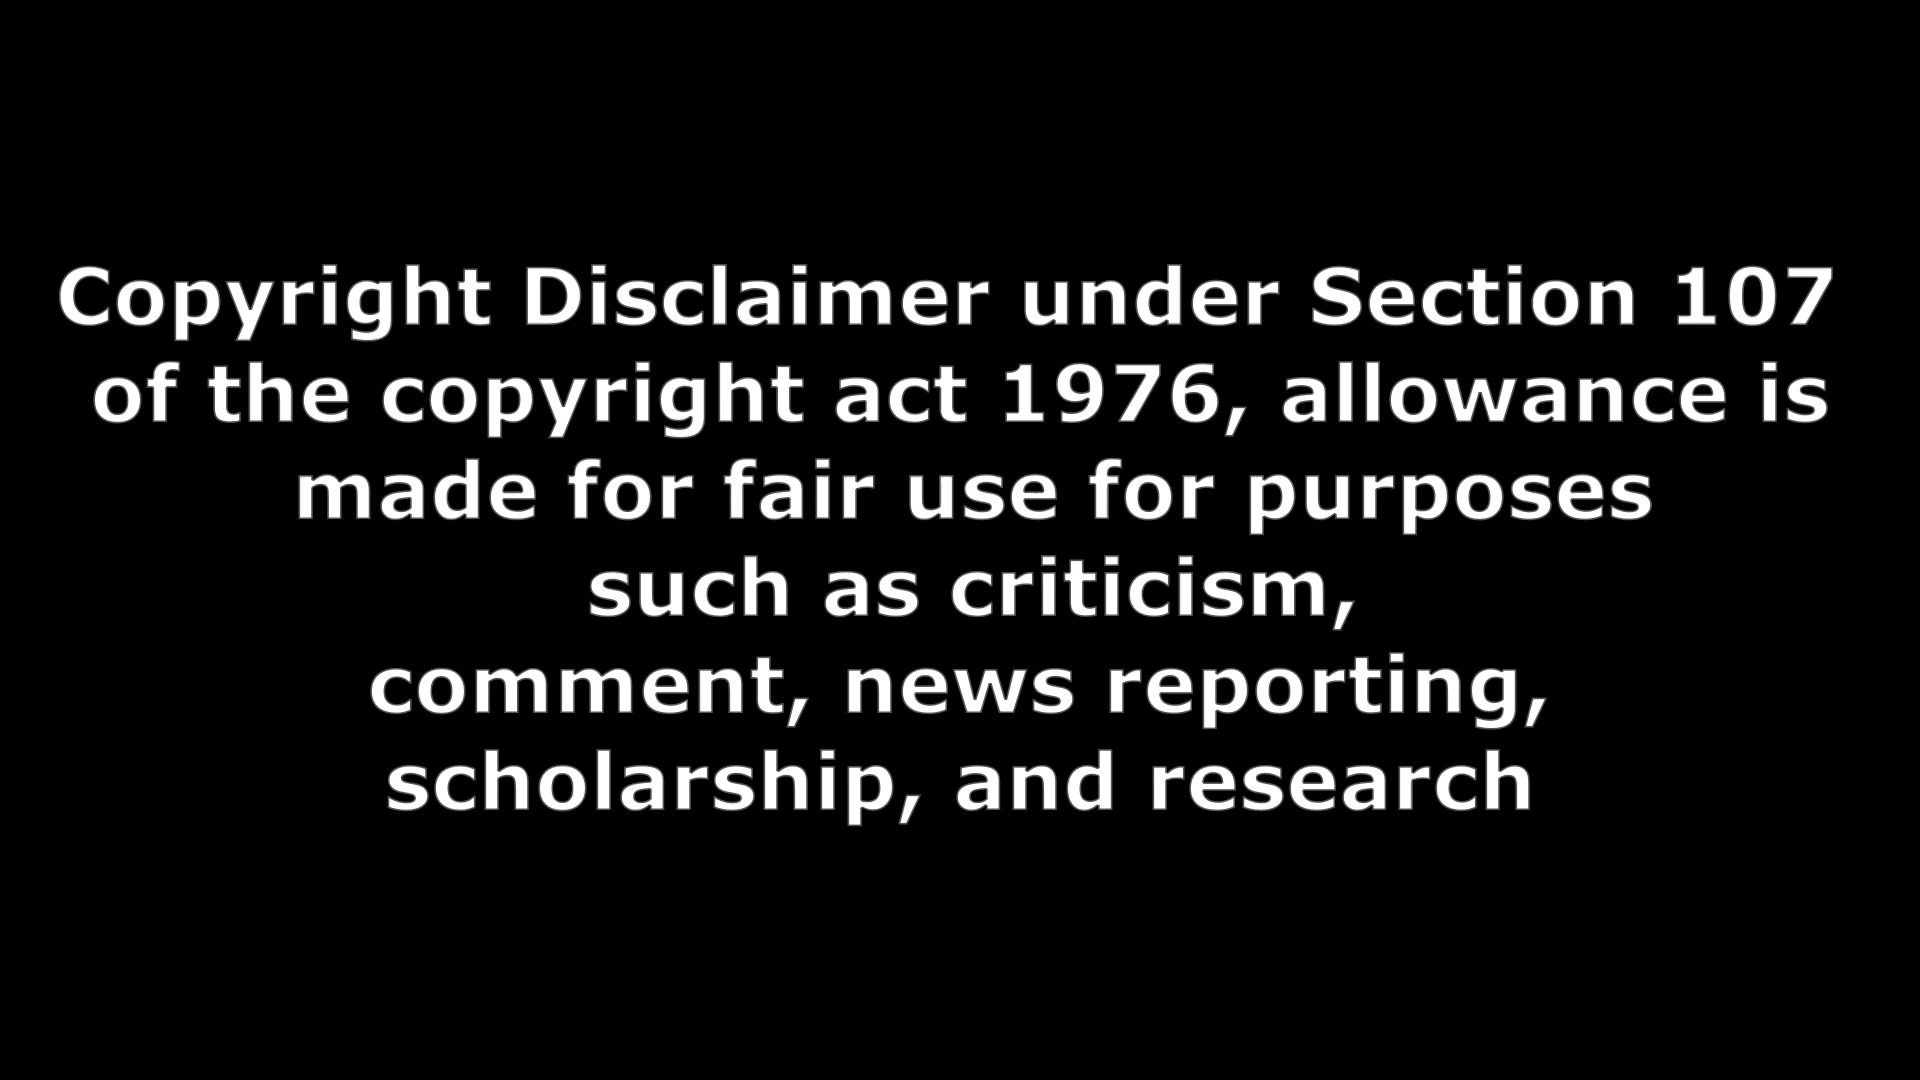 Copyright Disclaimer under Section 107
of the copyright act 1976, allowance is
made for fair use for purposes
such as criticism,
comment, news reporting,
scholarship, and research